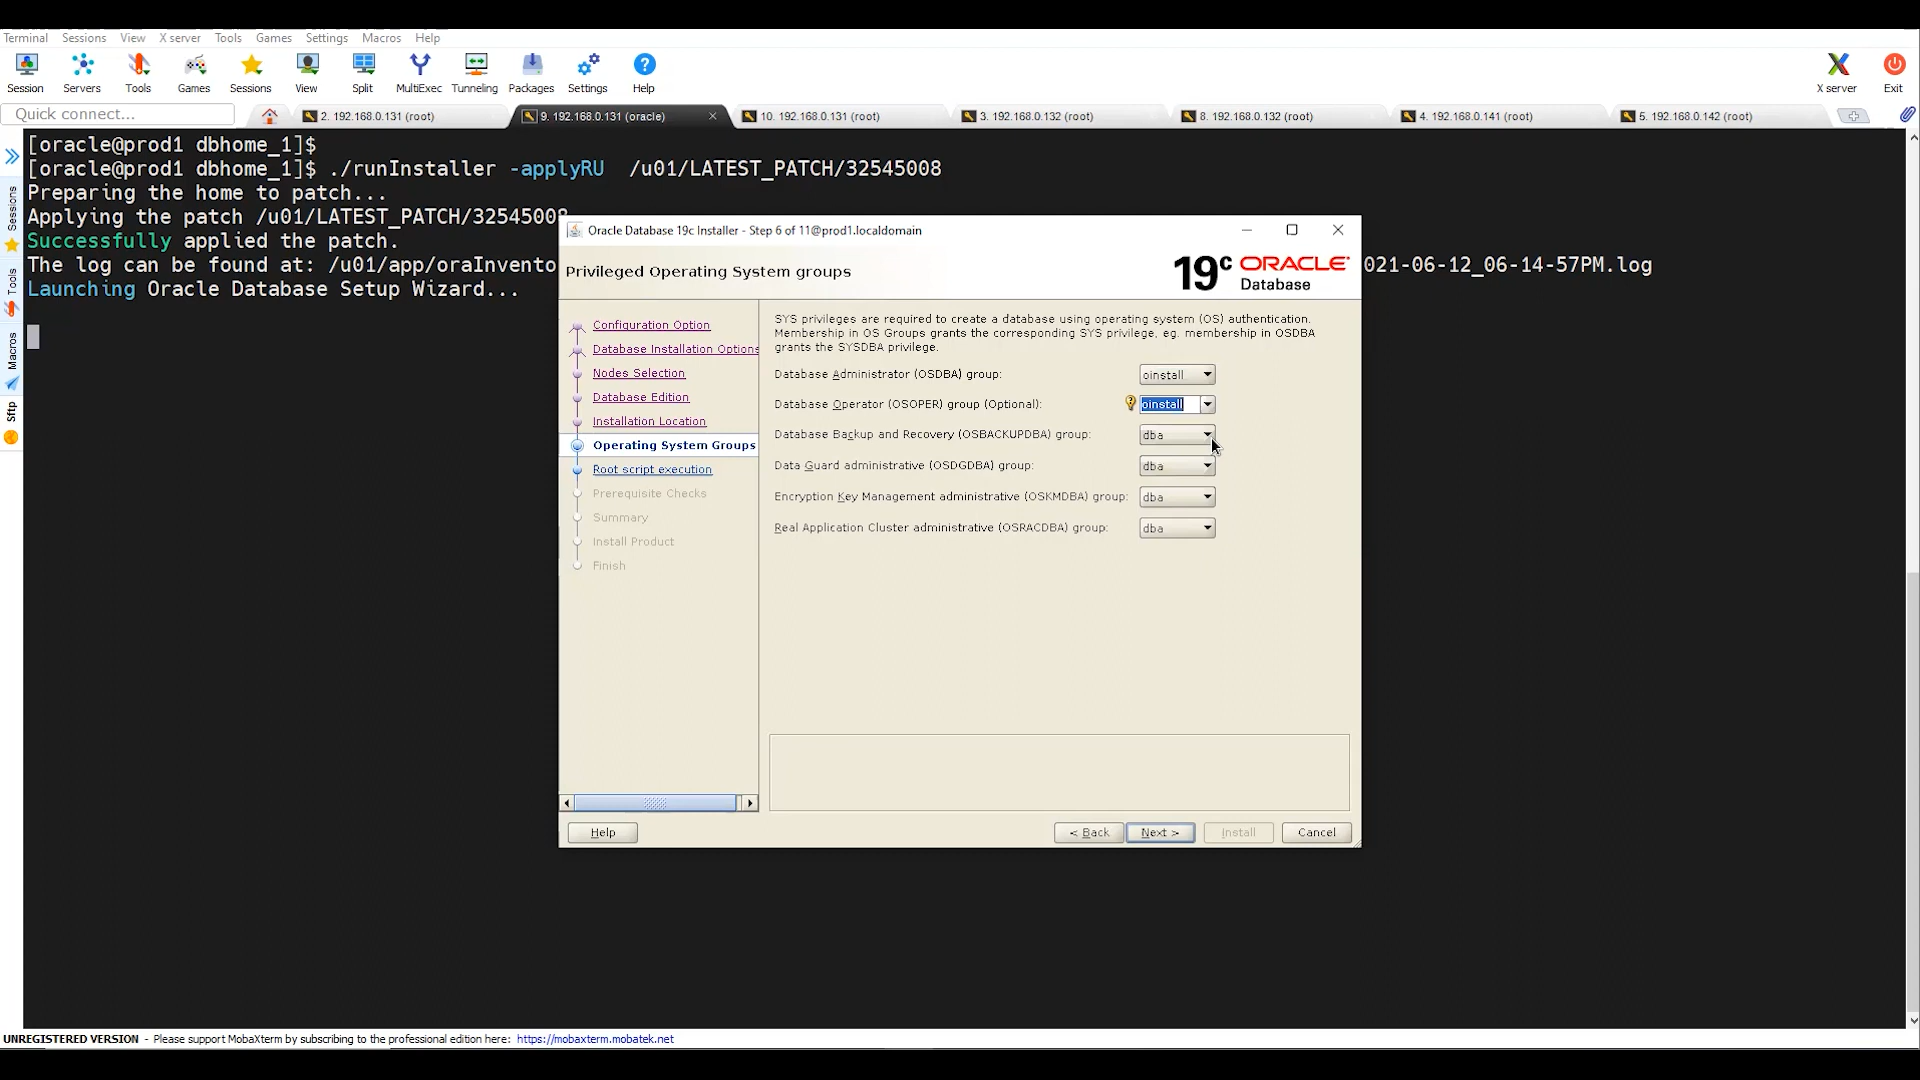 Terminal Sessions View X server Tools Games Settings Macros Help
Session Servers Tools Games Sessions View Split MultiExec Tunneling Packages Settings Help X server Exit
Quick connect... 2. 192.168.0.131 (root) 9. 192.168.0.131 (oracle) 10. 192.168.0.131 (root) 3. 192.168.0.132 (root) 8. 192.168.0.132 (root) 4. 192.168.0.141 (root) 5. 192.168.0.142 (root)
Sessions
Tools
Macros
Sftp
[oracle@prod1 dbhome_1]$
[oracle@prod1 dbhome_1]$ ./runInstaller -applyRU /u01/LATEST_PATCH/32545008
Preparing the home to patch...
Applying the patch /u01/LATEST_PATCH/32545008
Successfully applied the patch.
The log can be found at: /u01/app/oraInvento 021-06-12_06-14-57PM.log
Launching Oracle Database Setup Wizard...
Oracle Database 19c Installer - Step 6 of 11@prod1.localdomain
Privileged Operating System groups
19c ORACLE Database
Configuration Option
Database Installation Options
Nodes Selection
Database Edition
Installation Location
Operating System Groups
Root script execution
Prerequisite Checks
Summary
Install Product
Finish
SYS privileges are required to create a database using operating system (OS) authentication.
Membership in OS Groups grants the corresponding SYS privilege, eg. membership in OSDBA
grants the SYSDBA privilege.
Database Administrator (OSDBA) group: oinstall
Database Operator (OSOPER) group (Optional): oinstall
Database Backup and Recovery (OSBACKUPDBA) group: dba
Data Guard administrative (OSDGDBA) group: dba
Encryption Key Management administrative (OSKMDBA) group: dba
Real Application Cluster administrative (OSRACDBA) group: dba
Help < Back Next > Install Cancel
UNREGISTERED VERSION - Please support MobaXterm by subscribing to the professional edition here: https://mobaxterm.mobatek.net